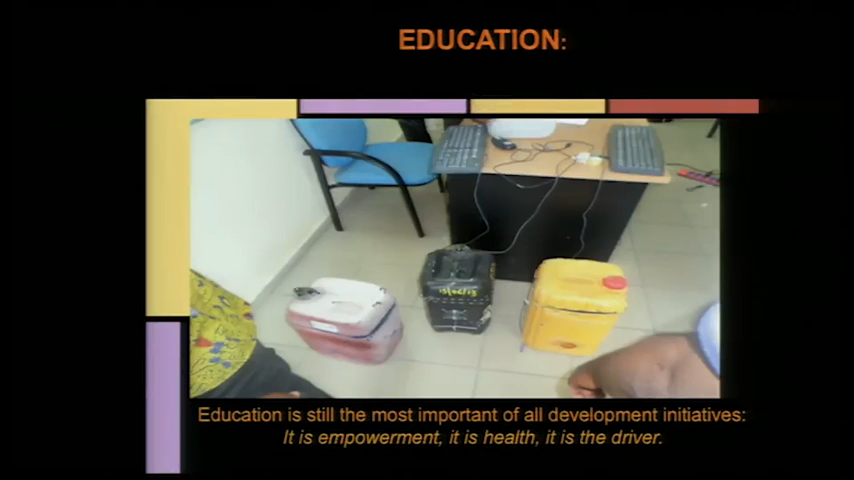 EDUCATION:
Education is still the most important of all development initiatives:
It is empowerment, it is health, it is the driver.